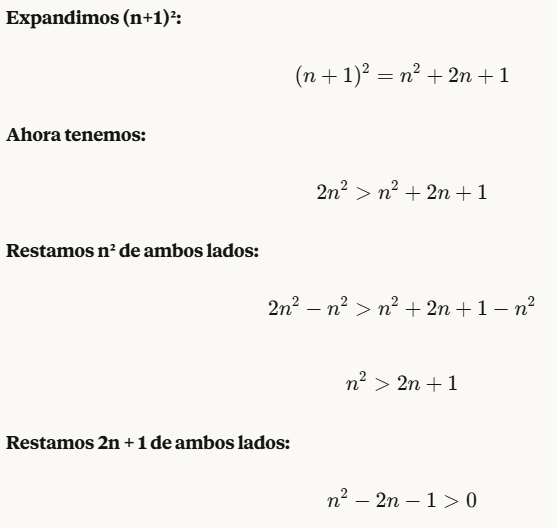 Expandimos (n+1)²:
(n + 1)² = n² + 2n + 1
Ahora tenemos:
2n² > n² + 2n + 1
Restamos n² de ambos lados:
2n² − n² > n² + 2n + 1 − n²
n² > 2n + 1
Restamos 2n + 1 de ambos lados:
n² − 2n − 1 > 0